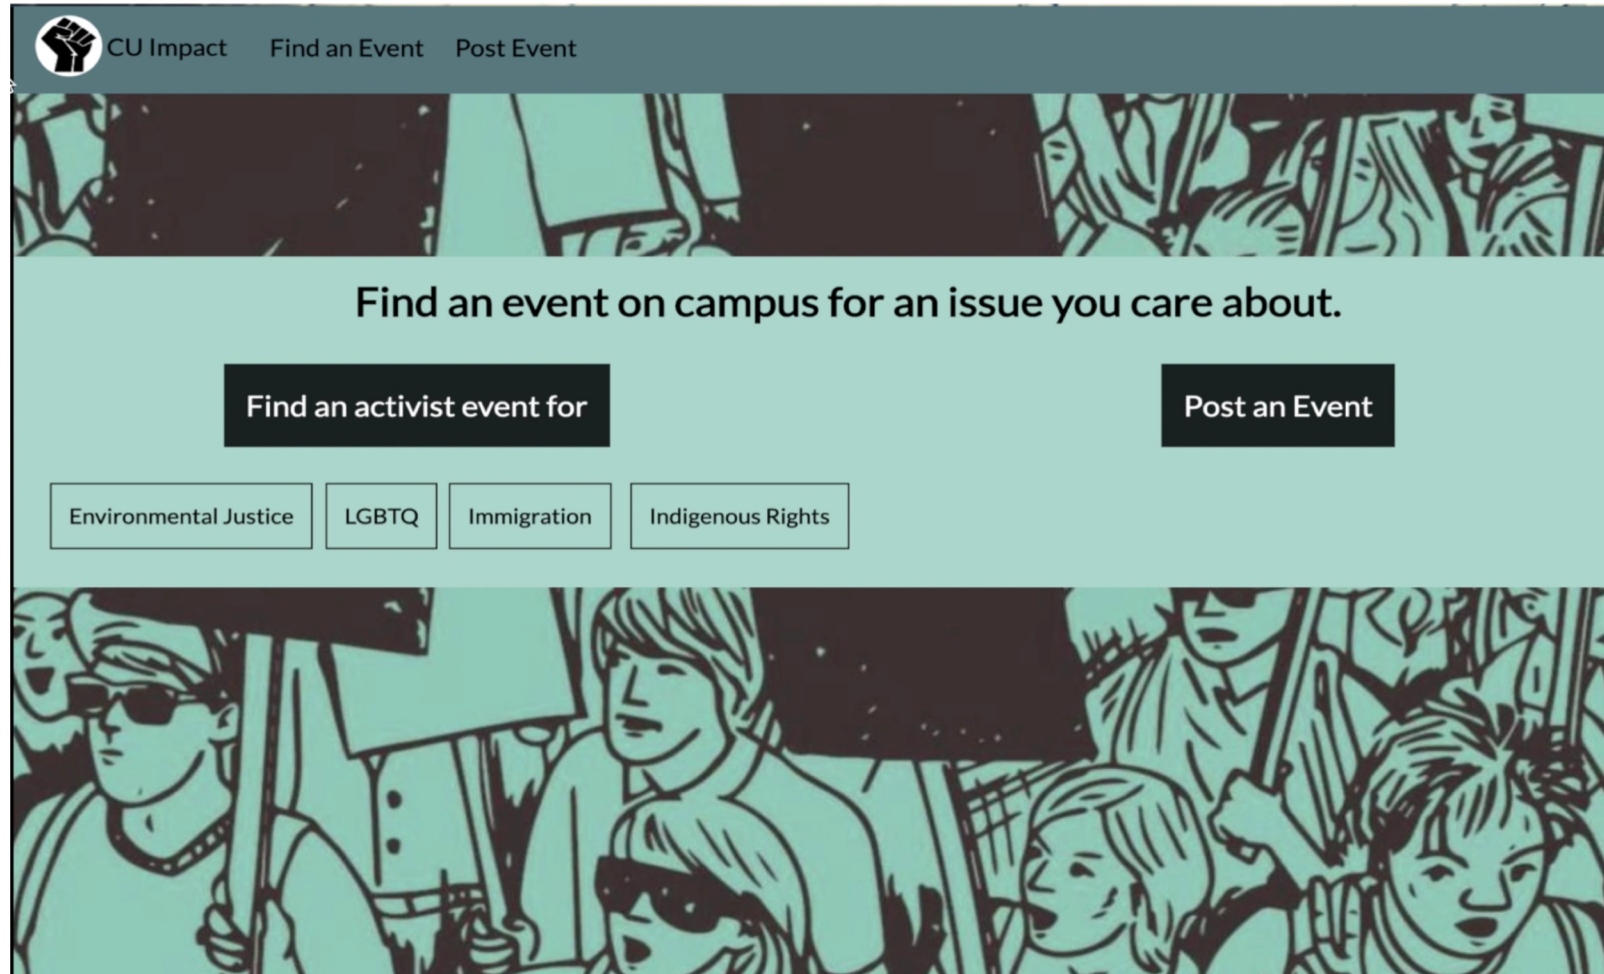 CU Impact Find an Event Post Event
Find an event on campus for an issue you care about.
Find an activist event for Post an Event
Environmental Justice LGBTQ Immigration Indigenous Rights